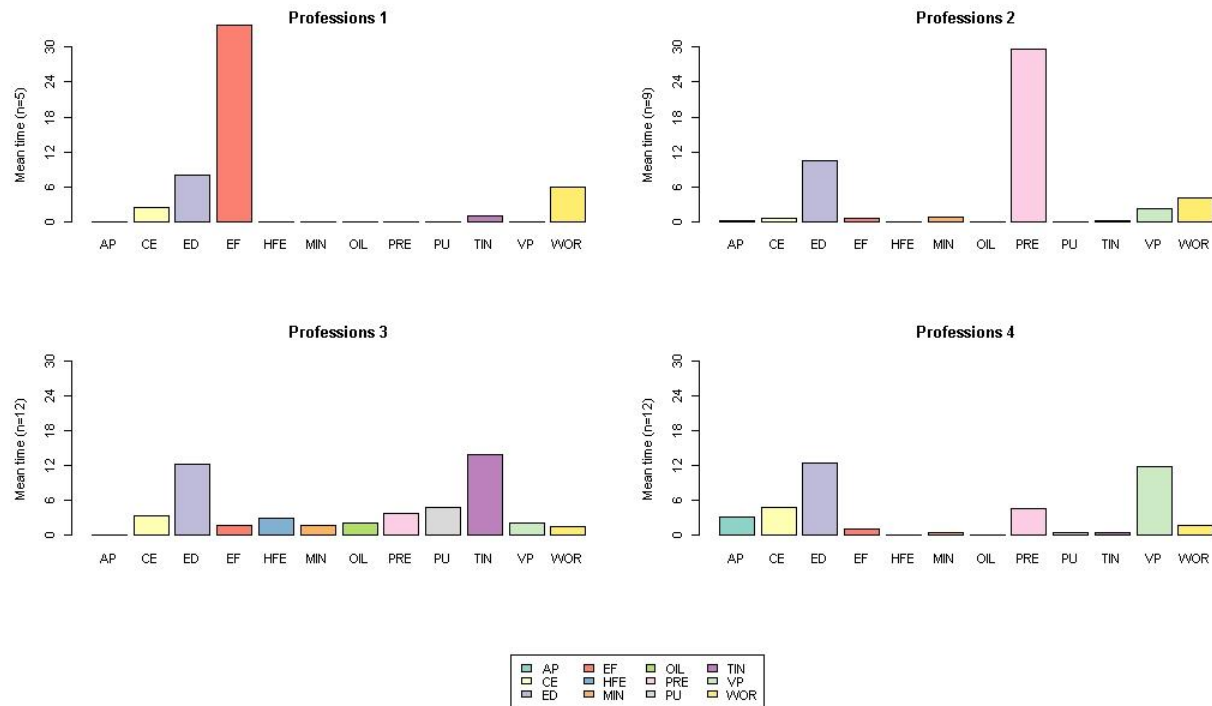 Professions 1
Mean time (n=5)
30
24
18
12
6
0
AP CE ED EF HFE MIN OIL PRE PU TIN VP WOR
Professions 2
Mean time (n=9)
30
24
18
12
6
0
AP CE ED EF HFE MIN OIL PRE PU TIN VP WOR
Professions 3
Mean time (n=12)
30
24
18
12
6
0
AP CE ED EF HFE MIN OIL PRE PU TIN VP WOR
Professions 4
Mean time (n=12)
30
24
18
12
6
0
AP CE ED EF HFE MIN OIL PRE PU TIN VP WOR
AP EF OIL TIN
CE HFE PRE VP
ED MIN PU WOR